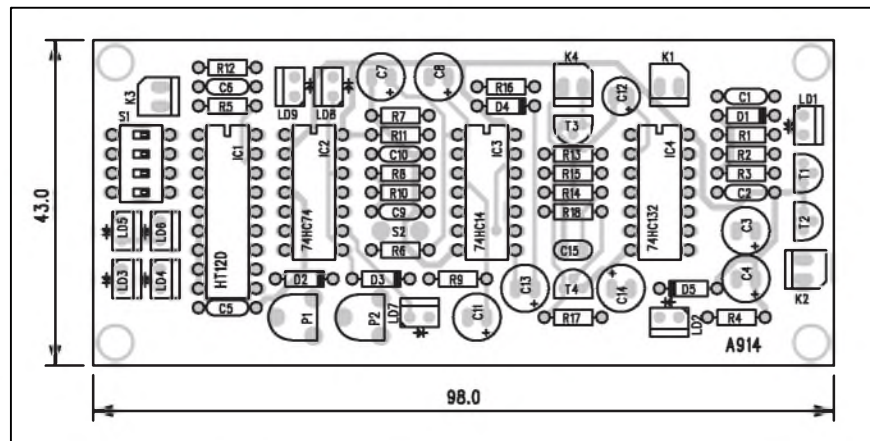 R12
C6
R5
K3
S1
LD9
LD8
C7
C8
R16
D4
K4
C12
K1
C1
D1
LD1
R1
R2
R3
C2
T1
T2
IC1
HT12D
IC2
74HC74
R7
R11
C10
R8
R10
C9
S2
R6
IC3
74HC14
T3
R13
R15
R14
R18
C15
IC4
74HC132
C3
C4
K2
LD5
LD6
LD3
LD4
C5
D2
D3
R9
P1
P2
LD7
C11
C13
T4
C14
R17
D5
LD2
R4
A914
43.0
98.0